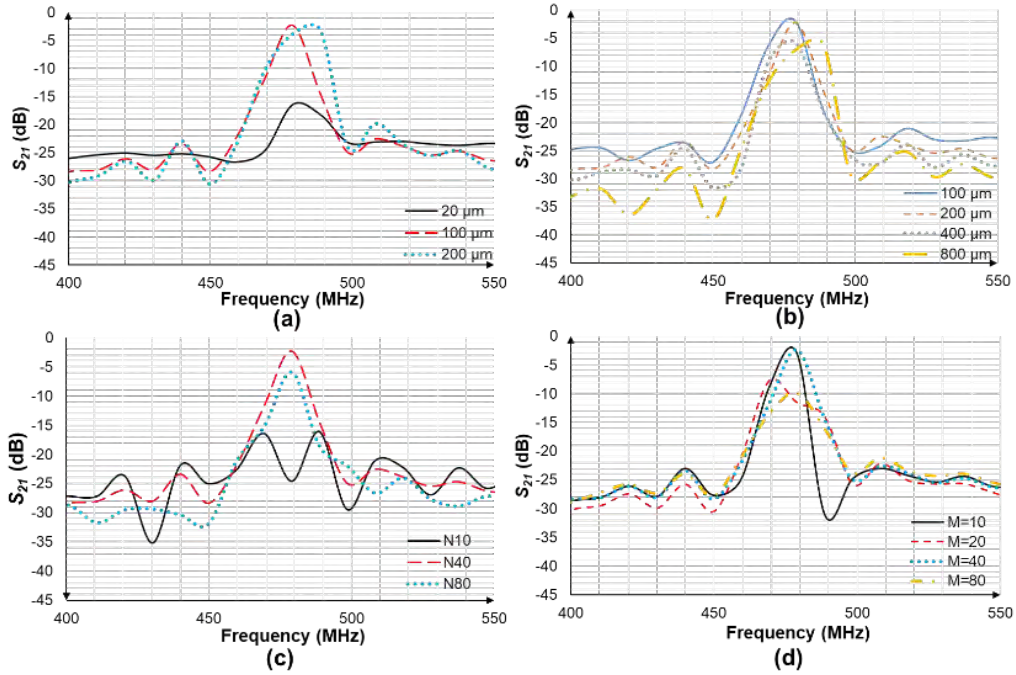 0
-5
-10
-15
-20
-25
-30
-35
-40
-45
S21 (dB)
20 µm
100 µm
200 µm
400 450 500 550
Frequency (MHz)
(a)
0
-5
-10
-15
-20
-25
-30
-35
-40
-45
S21 (dB)
100 µm
200 µm
400 µm
800 µm
400 450 500 550
Frequency (MHz)
(b)
0
-5
-10
-15
-20
-25
-30
-35
-40
-45
S21 (dB)
N10
N40
N80
400 450 500 550
Frequency (MHz)
(c)
0
-5
-10
-15
-20
-25
-30
-35
-40
-45
S21 (dB)
M=10
M=20
M=40
M=80
400 450 500 550
Frequency (MHz)
(d)